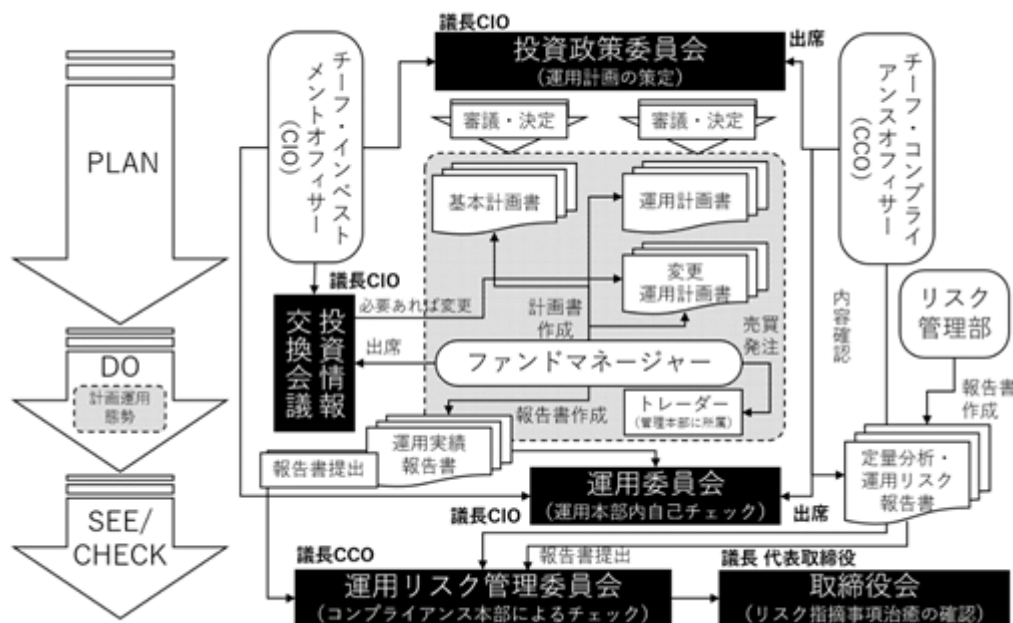 PLAN
DO
計画運用
態勢
SEE/
CHECK
チーフ・インベスト
メントオフィサー
(CIO)
議長CIO
投資政策委員会
(運用計画の策定)
出席
チーフ・コンプライ
アンスオフィサー
(CCO)
審議・決定
審議・決定
基本計画書
運用計画書
変更
運用計画書
議長CIO
必要あれば変更
投資情報
交換会議
出席
計画書
作成
売買
発注
ファンドマネージャー
トレーダー
(管理本部に所属)
報告書作成
運用実績
報告書
報告書提出
内容確認
リスク
管理部
報告書
作成
定量分析・
運用リスク
報告書
運用委員会
(運用本部内自己チェック)
議長CIO
出席
報告書提出
議長CCO
運用リスク管理委員会
(コンプライアンス本部によるチェック)
議長 代表取締役
取締役会
(リスク指摘事項治癒の確認)